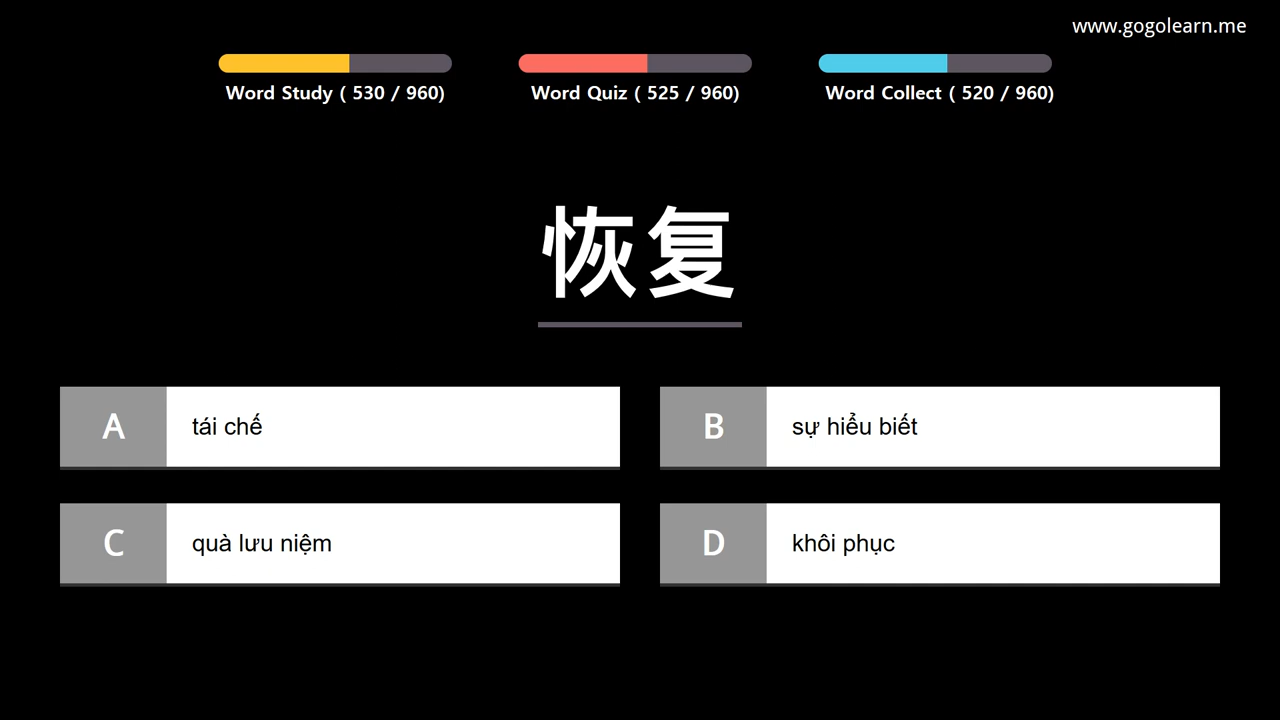 www.gogolearn.me
Word Study ( 530 / 960)
Word Quiz ( 525 / 960)
Word Collect ( 520 / 960)
恢复
A
tái chế
B
sự hiểu biết
C
quà lưu niệm
D
khôi phục